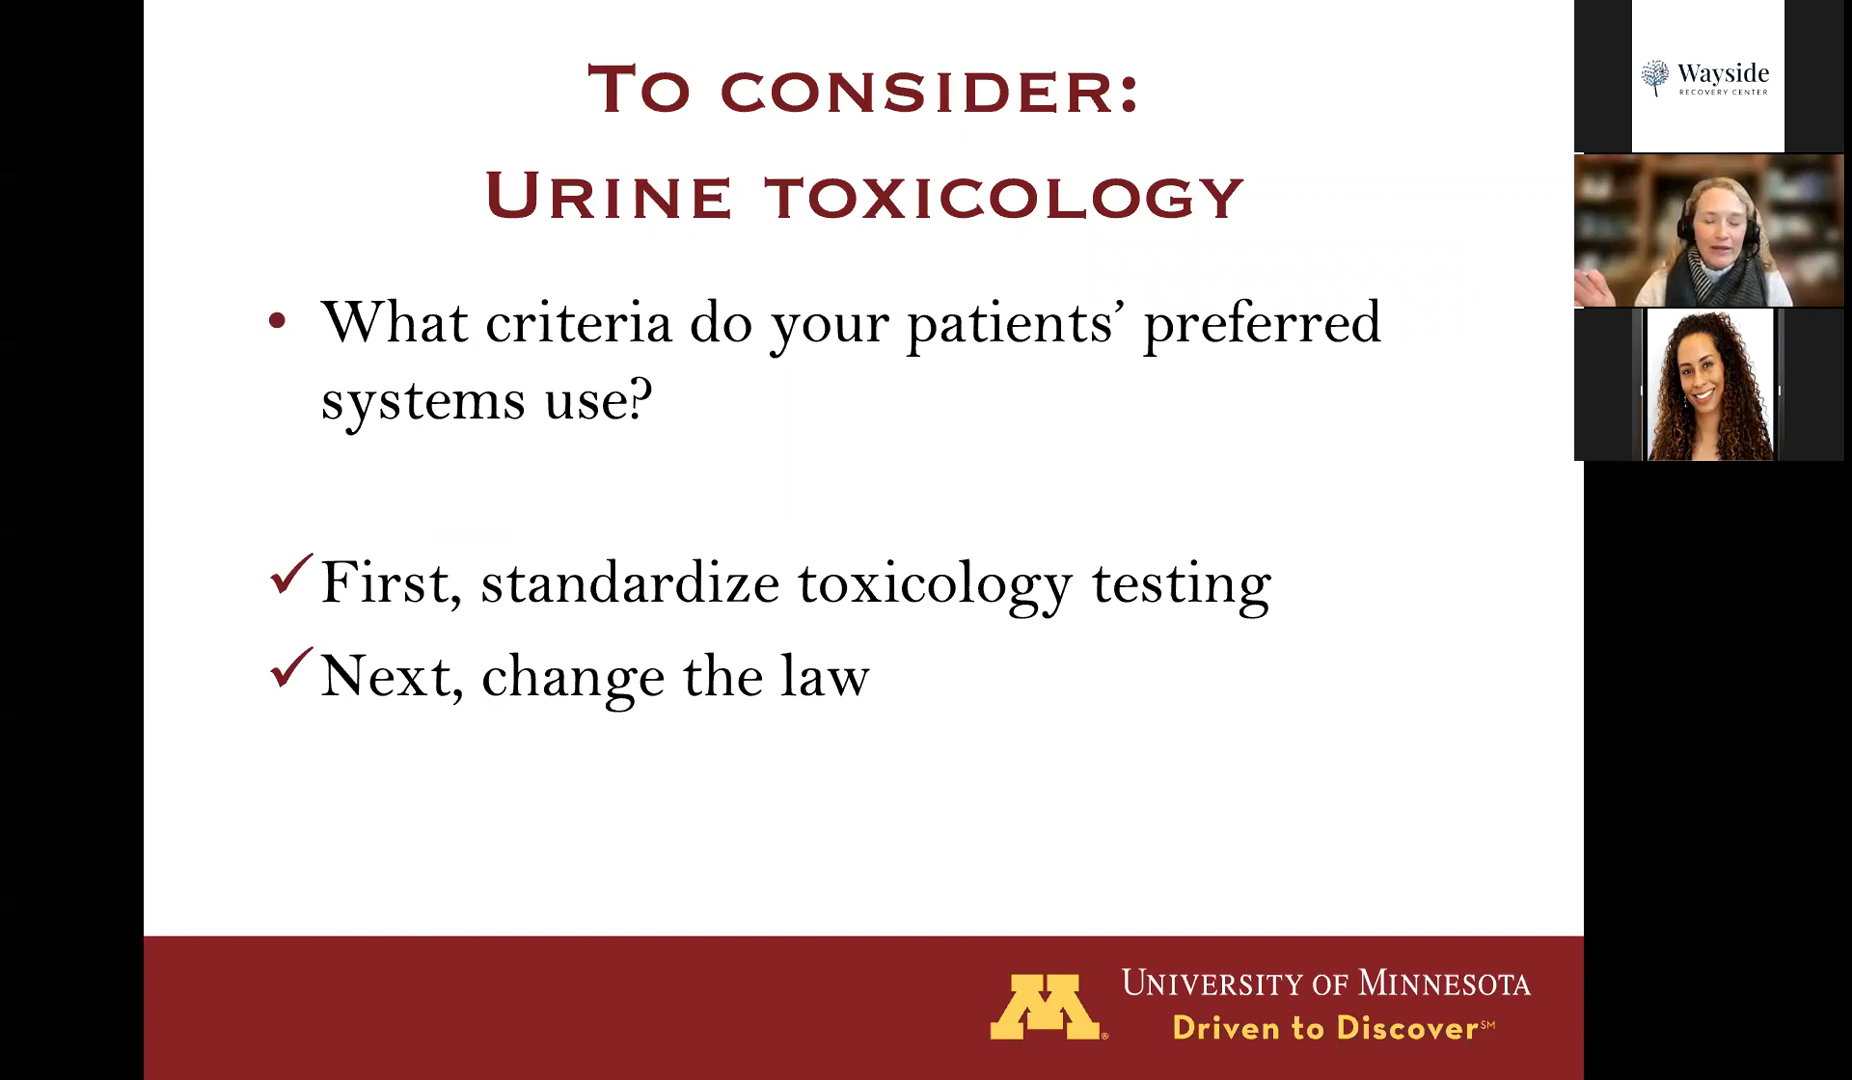 To consider:
Urine toxicology
• What criteria do your patients’ preferred
systems use?
✓ First, standardize toxicology testing
✓ Next, change the law
M®
University of Minnesota
Driven to Discover℠
Wayside
RECOVERY CENTER